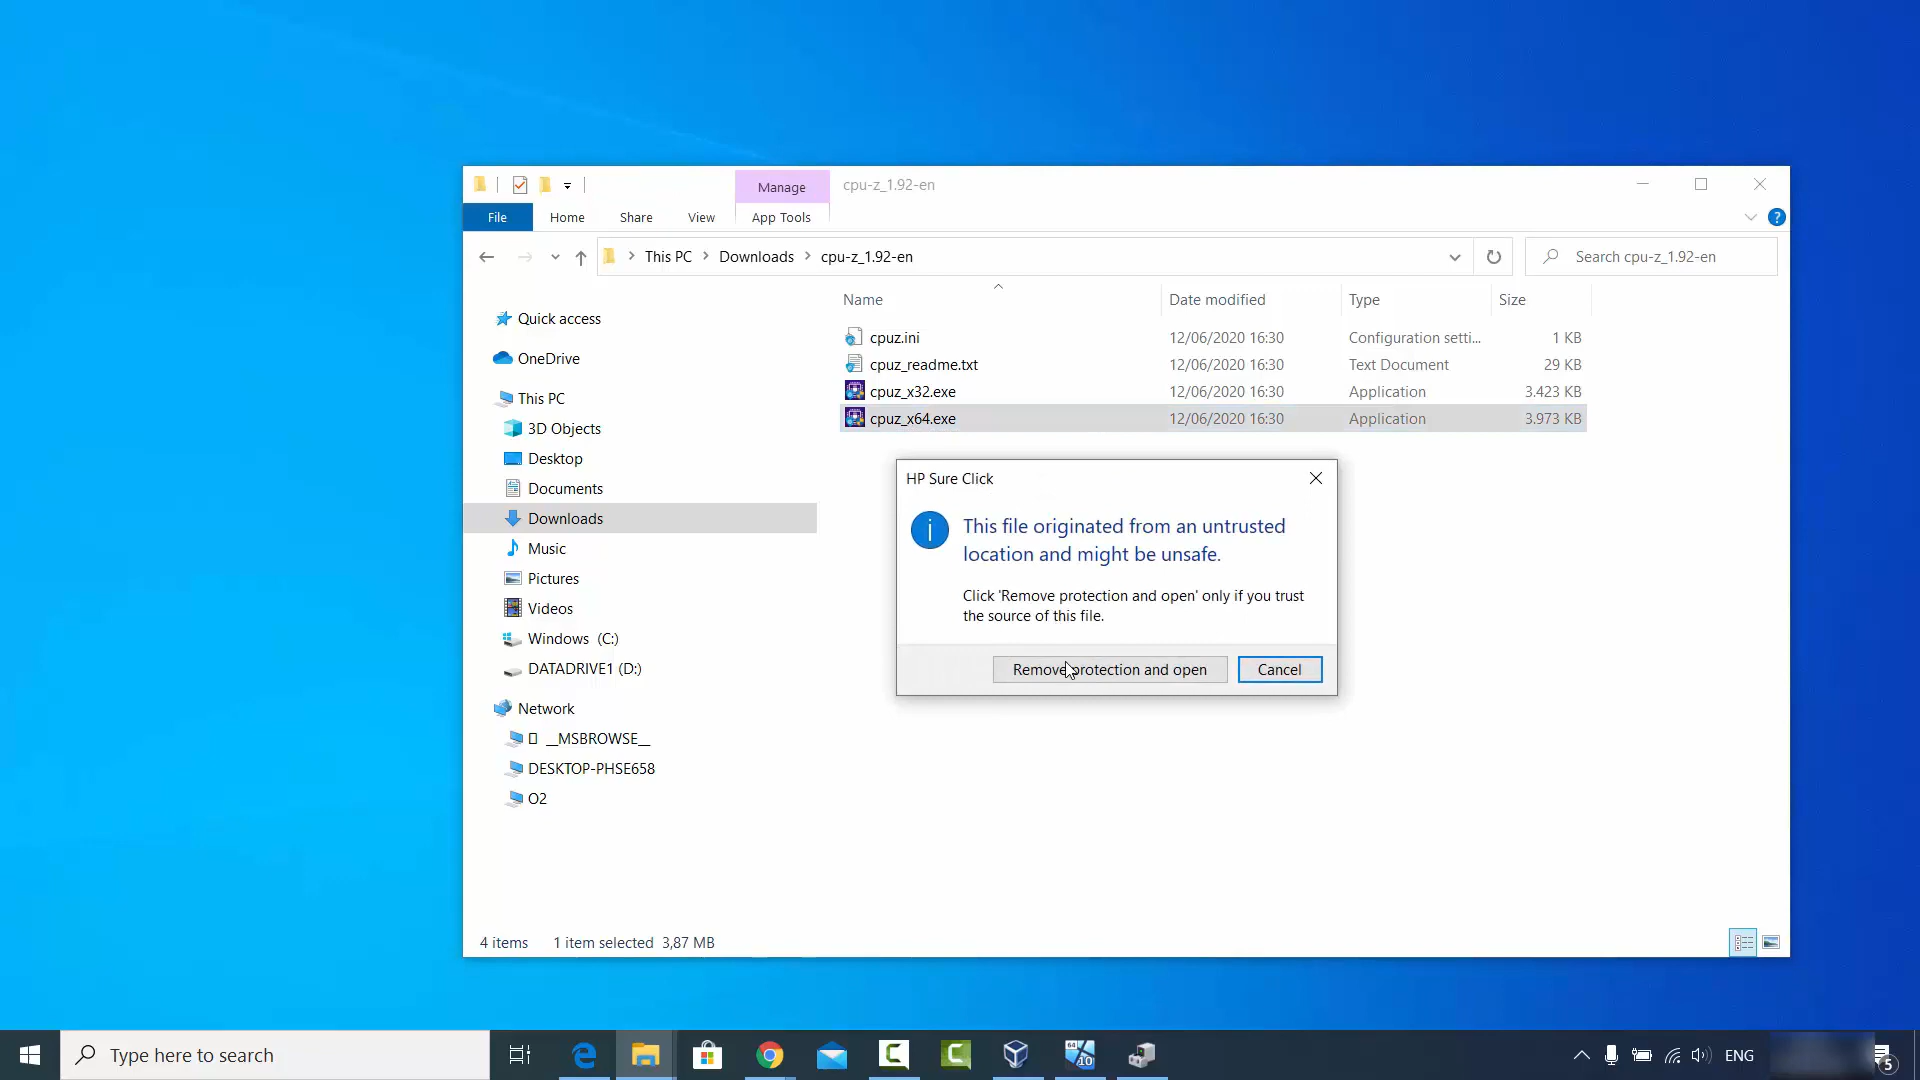 Manage
cpu-z_1.92-en
File
Home
Share
View
App Tools
?
This PC
Downloads
cpu-z_1.92-en
Search cpu-z_1.92-en
Quick access
OneDrive
This PC
3D Objects
Desktop
Documents
Downloads
Music
Pictures
Videos
Windows (C:)
DATADRIVE1 (D:)
Network
__MSBROWSE__
DESKTOP-PHSE658
O2
Name
Date modified
Type
Size
cpuz.ini 12/06/2020 16:30 Configuration setti... 1 KB
cpuz_readme.txt 12/06/2020 16:30 Text Document 29 KB
cpuz_x32.exe 12/06/2020 16:30 Application 3.423 KB
cpuz_x64.exe 12/06/2020 16:30 Application 3.973 KB
HP Sure Click
This file originated from an untrusted
location and might be unsafe.
Click 'Remove protection and open' only if you trust
the source of this file.
Remove protection and open
Cancel
4 items 1 item selected 3,87 MB
Type here to search
64
10
ENG
5